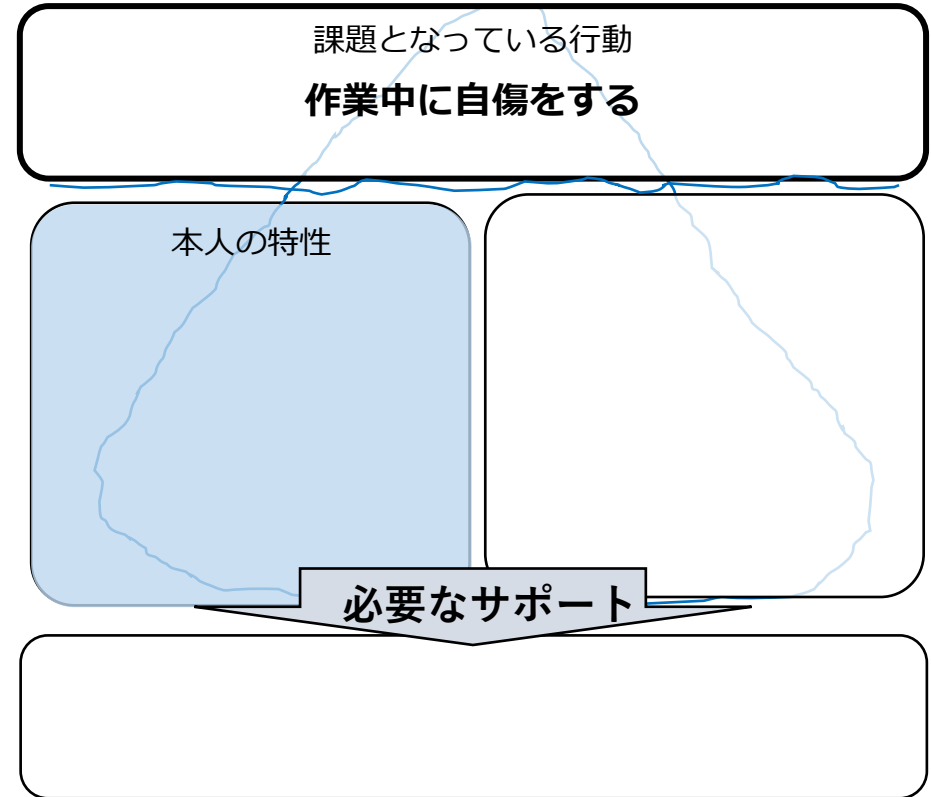 課題となっている行動
作業中に自傷をする
本人の特性
必要なサポート